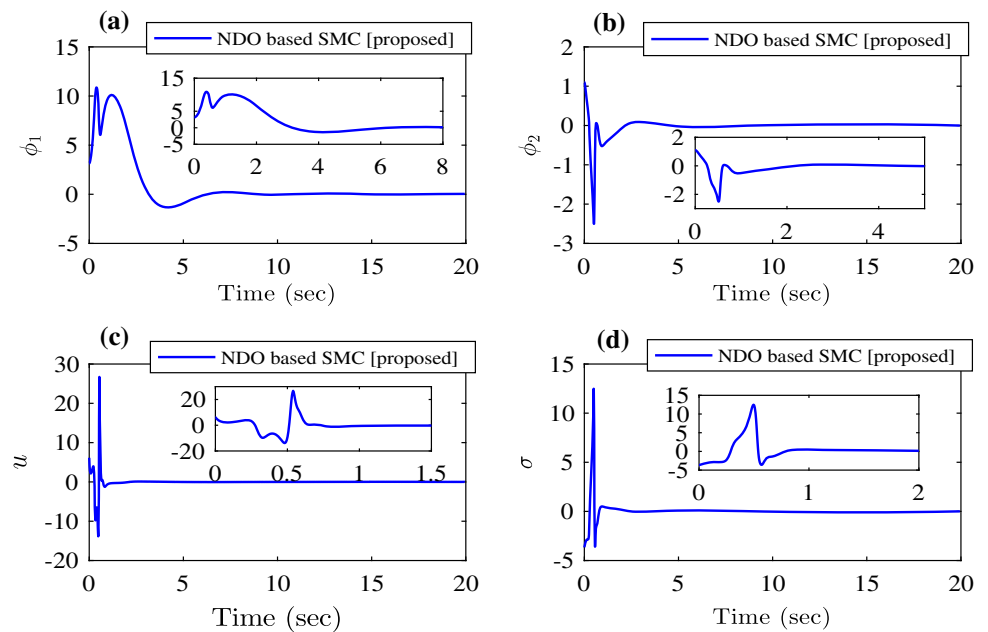 (a)
NDO based SMC [proposed]
15
10
5
0
-5
ϕ1
15
10
5
0
-5
0 2 4 6 8
0 5 10 15 20
Time (sec)
(b)
NDO based SMC [proposed]
2
1
0
-1
-2
-3
ϕ2
2
0
-2
0 2 4
0 5 10 15 20
Time (sec)
(c)
NDO based SMC [proposed]
30
20
10
0
-10
-20
u
20
0
-20
0 0.5 1 1.5
0 5 10 15 20
Time (sec)
(d)
NDO based SMC [proposed]
15
10
5
0
-5
σ
15
10
5
0
-5
0 1 2
0 5 10 15 20
Time (sec)